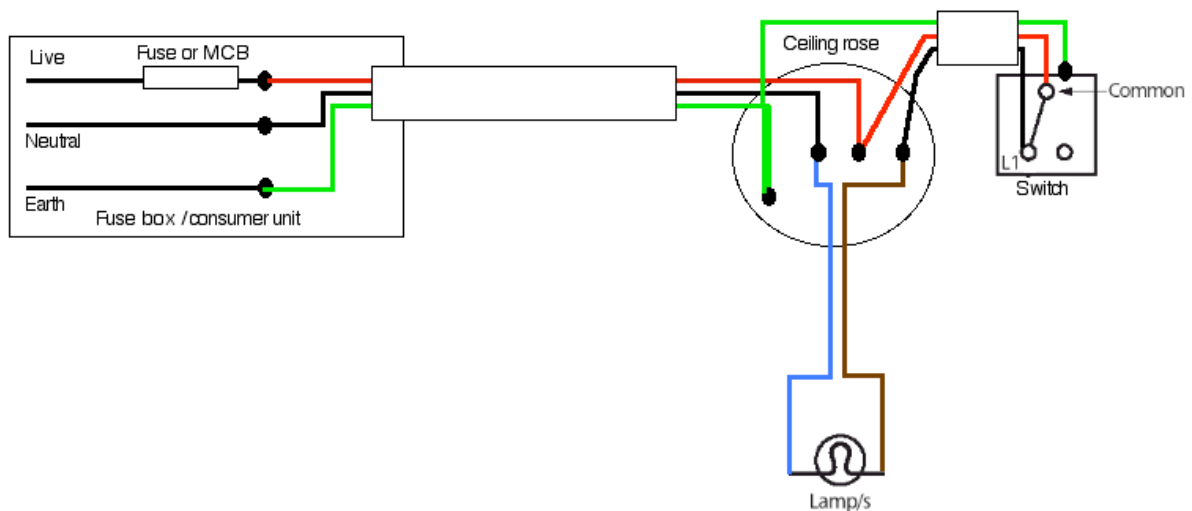 Live
Fuse or MCB
Neutral
Earth
Fuse box /consumer unit
Ceiling rose
Common
L1
Switch
Lamp/s